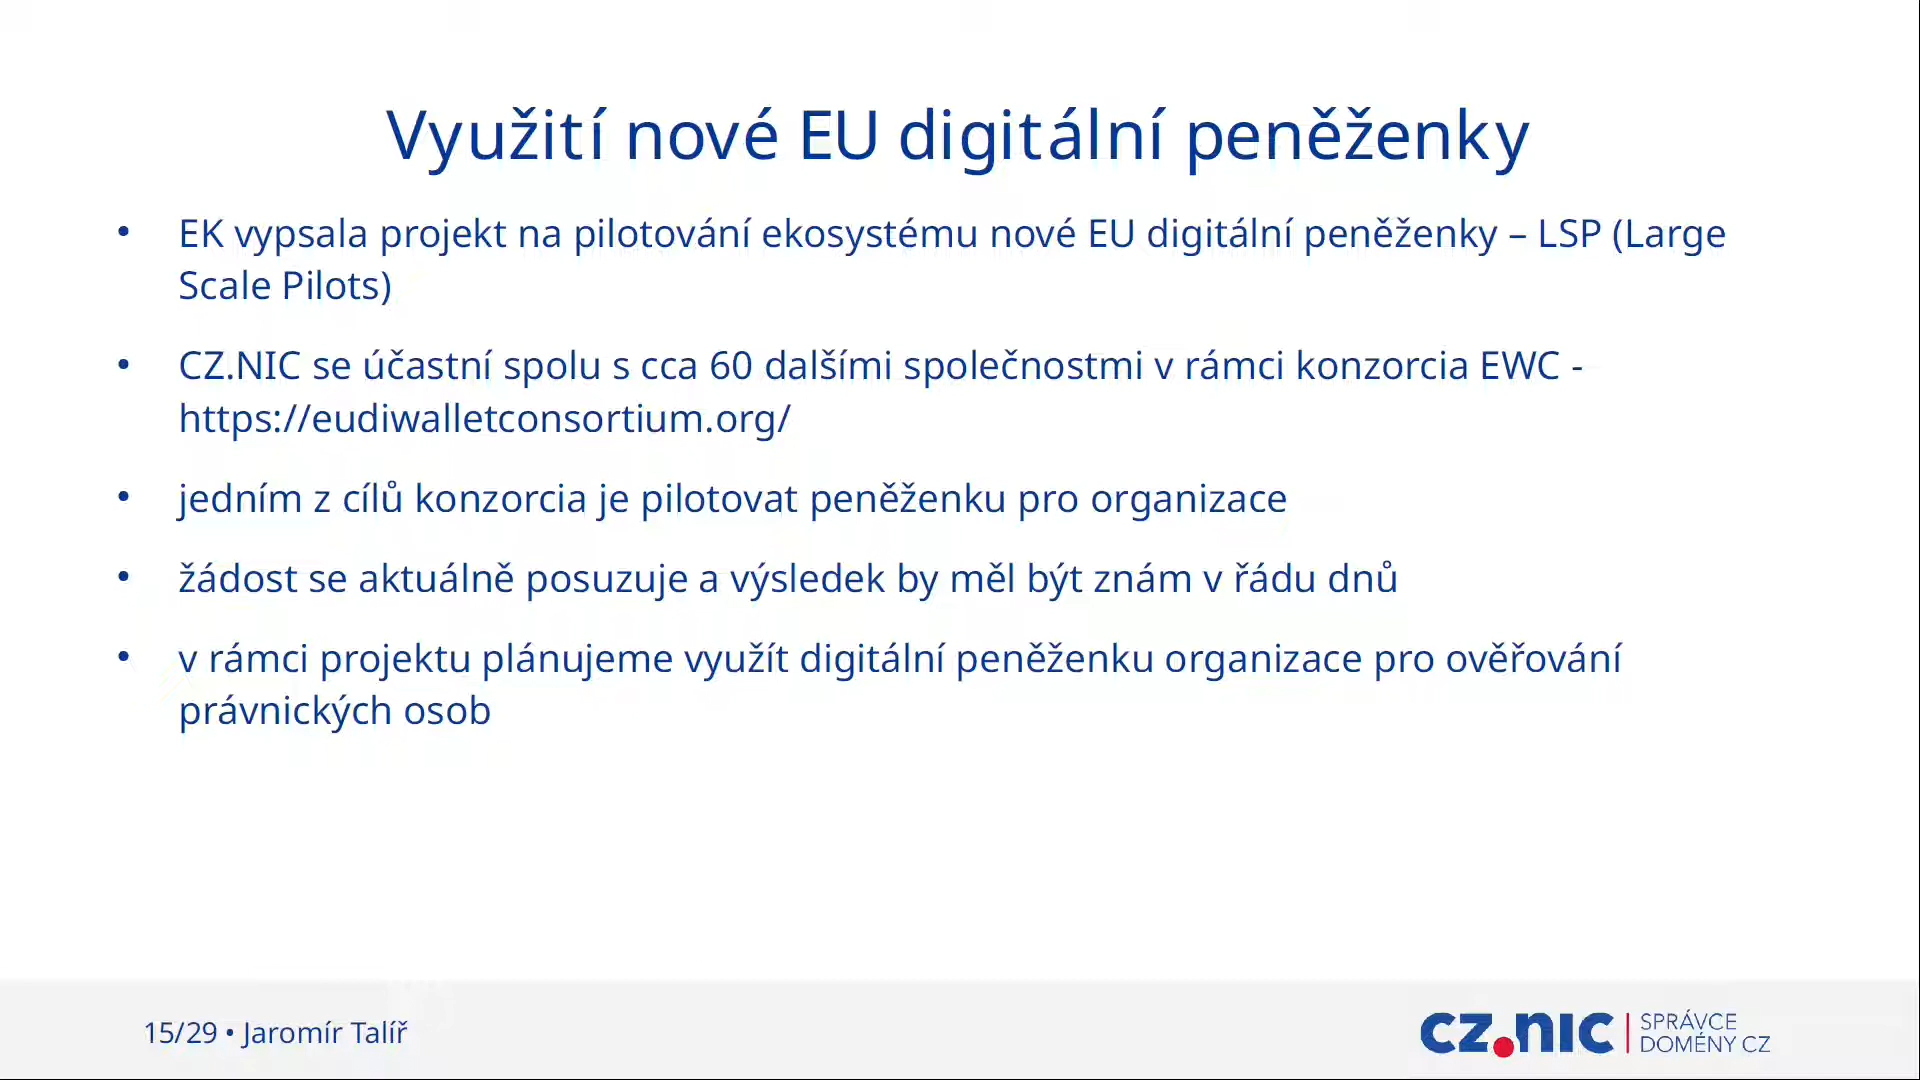 Využití nové EU digitální peněženky
• EK vypsala projekt na pilotování ekosystému nové EU digitální peněženky – LSP (Large
Scale Pilots)
• CZ.NIC se účastní spolu s cca 60 dalšími společnostmi v rámci konzorcia EWC -
https://eudiwalletconsortium.org/
• jedním z cílů konzorcia je pilotovat peněženku pro organizace
• žádost se aktuálně posuzuje a výsledek by měl být znám v řádu dnů
• v rámci projektu plánujeme využít digitální peněženku organizace pro ověřování
právnických osob
15/29 • Jaromír Talíř
CZ.NIC
SPRÁVCE
DOMÉNY CZ